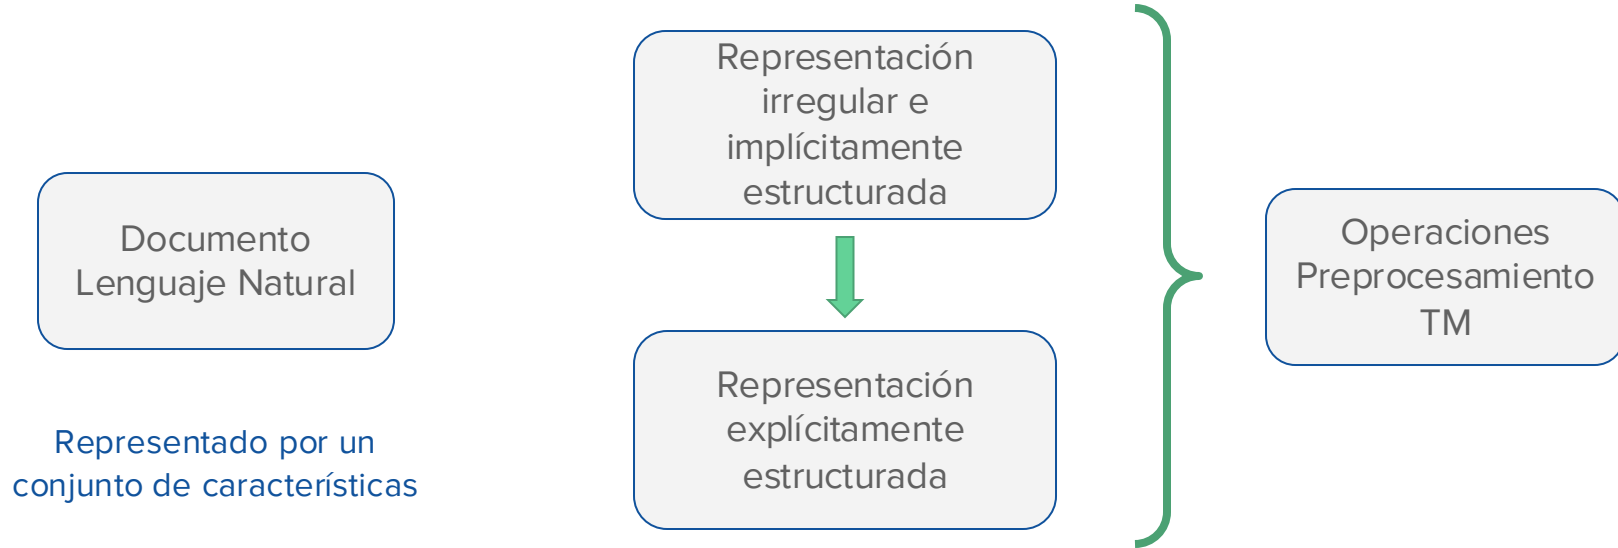 Documento
Lenguaje Natural
Representado por un
conjunto de características
Representación
irregular e
implícitamente
estructurada
Representación
explícitamente
estructurada
Operaciones
Preprocesamiento
TM